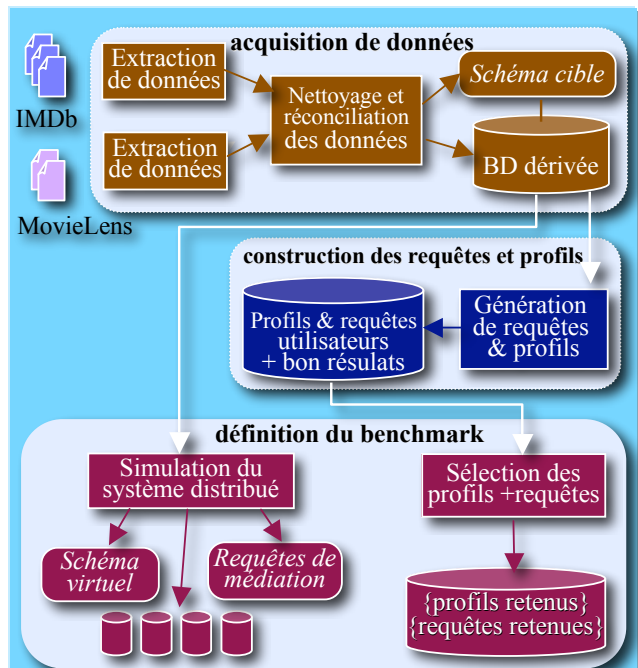 acquisition de données
Extraction
de données
IMDb
Nettoyage et
réconciliation
des données
Schéma cible
Extraction
de données
BD dérivée
MovieLens
construction des requêtes et profils
Profils & requêtes
utilisateurs
+ bon résulats
Génération
de requêtes
& profils
définition du benchmark
Simulation du
système distribué
Sélection des
profils +requêtes
Schéma
virtuel
Requêtes de
médiation
{profils retenus}
{requêtes retenues}